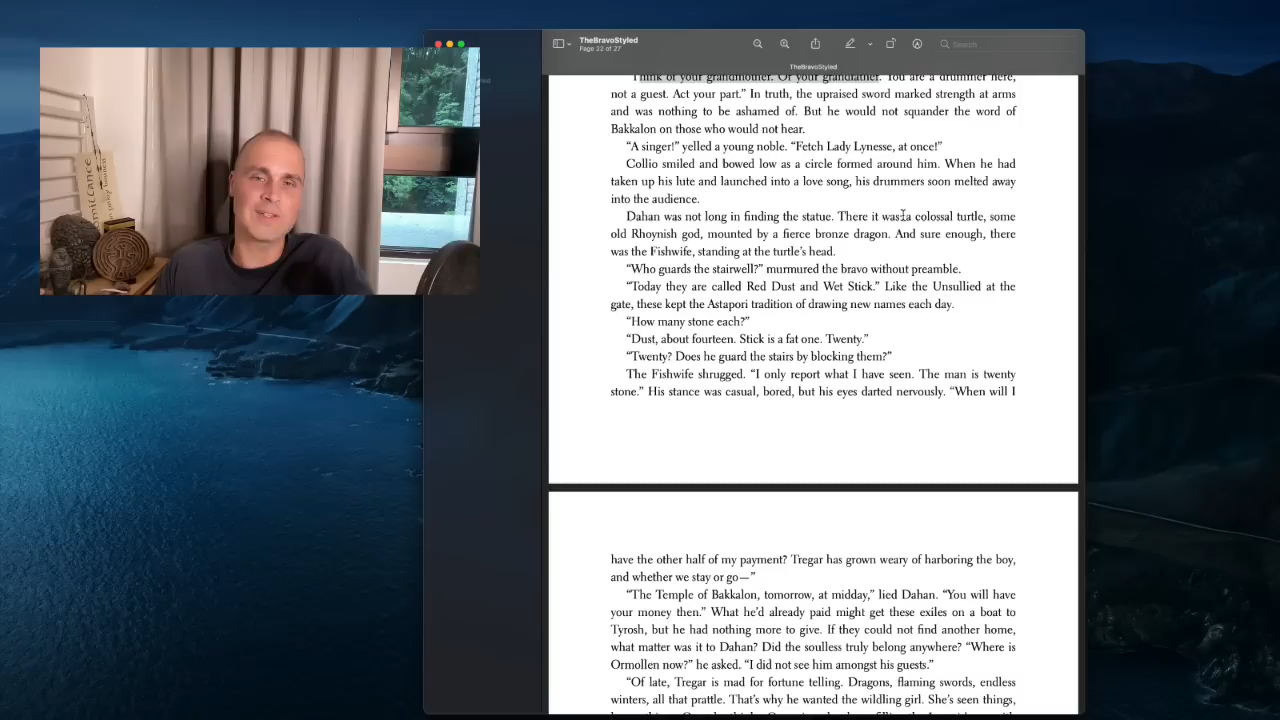 TheBravoStyled
Page 22 of 27
Search
TheBravoStyled
"Think of your grandmother. Or your grandfather. You are a drummer here,
not a guest. Act your part." In truth, the upraised sword marked strength at arms
and was nothing to be ashamed of. But he would not squander the word of
Bakkalon on those who would not hear.
"A singer!" yelled a young noble. "Fetch Lady Lynesse, at once!"
Collio smiled and bowed low as a circle formed around him. When he had
taken up his lute and launched into a love song, his drummers soon melted away
into the audience.
Dahan was not long in finding the statue. There it was a colossal turtle, some
old Rhoynish god, mounted by a fierce bronze dragon. And sure enough, there
was the Fishwife, standing at the turtle's head.
"Who guards the stairwell?" murmured the bravo without preamble.
"Today they are called Red Dust and Wet Stick." Like the Unsullied at the
gate, these kept the Astapori tradition of drawing new names each day.
"How many stone each?"
"Dust, about fourteen. Stick is a fat one. Twenty."
"Twenty? Does he guard the stairs by blocking them?"
The Fishwife shrugged. "I only report what I have seen. The man is twenty
stone." His stance was casual, bored, but his eyes darted nervously. "When will I
have the other half of my payment? Tregar has grown weary of harboring the boy,
and whether we stay or go—"
"The Temple of Bakkalon, tomorrow, at midday," lied Dahan. "You will have
your money then." What he'd already paid might get these exiles on a boat to
Tyrosh, but he had nothing more to give. If they could not find another home,
what matter was it to Dahan? Did the soulless truly belong anywhere? "Where is
Ormollen now?" he asked. "I did not see him amongst his guests."
"Of late, Tregar is mad for fortune telling. Dragons, flaming swords, endless
winters, all that prattle. That's why he wanted the wildling girl. She's seen things,